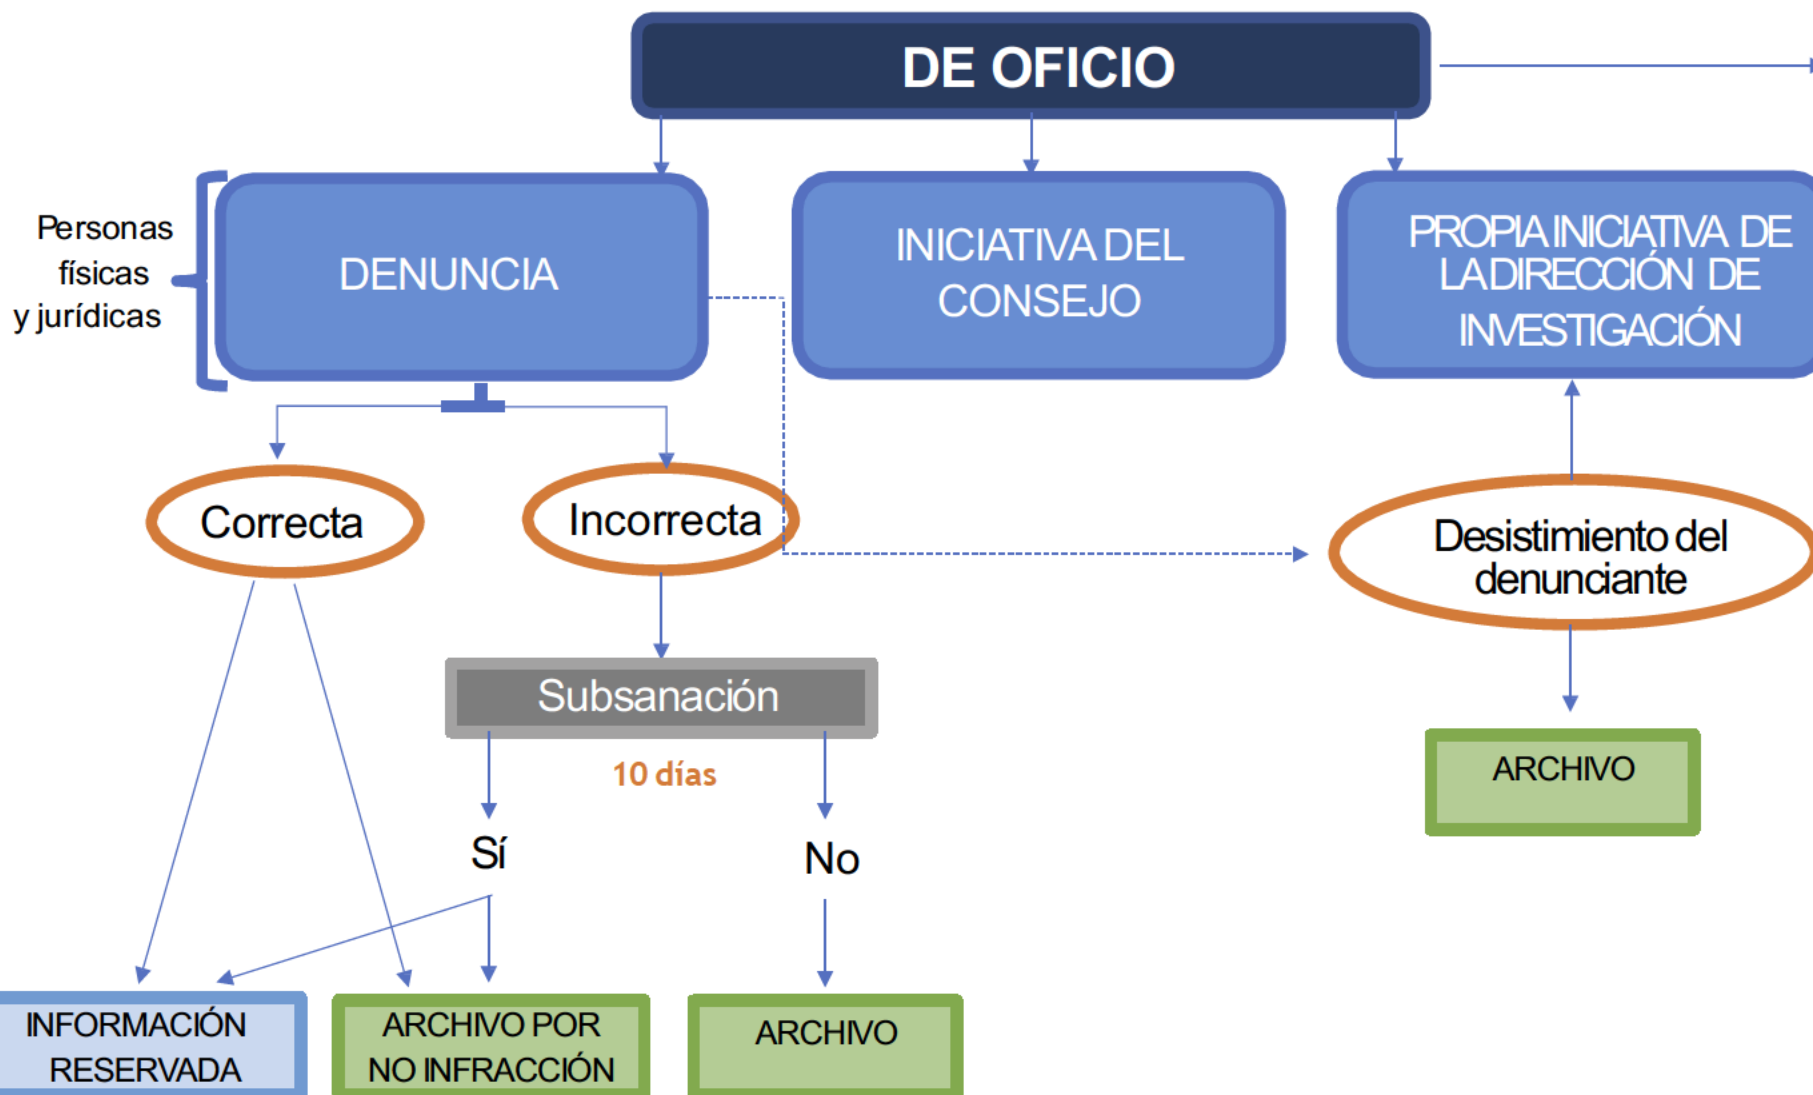 DE OFICIO
Personas
físicas
y jurídicas
DENUNCIA
INICIATIVA DEL
CONSEJO
PROPIA INICIATIVA DE
LA DIRECCIÓN DE
INVESTIGACIÓN
Correcta
Incorrecta
Desistimiento del
denunciante
Subsanación
10 días
ARCHIVO
Sí
No
INFORMACIÓN
RESERVADA
ARCHIVO POR
NO INFRACCIÓN
ARCHIVO